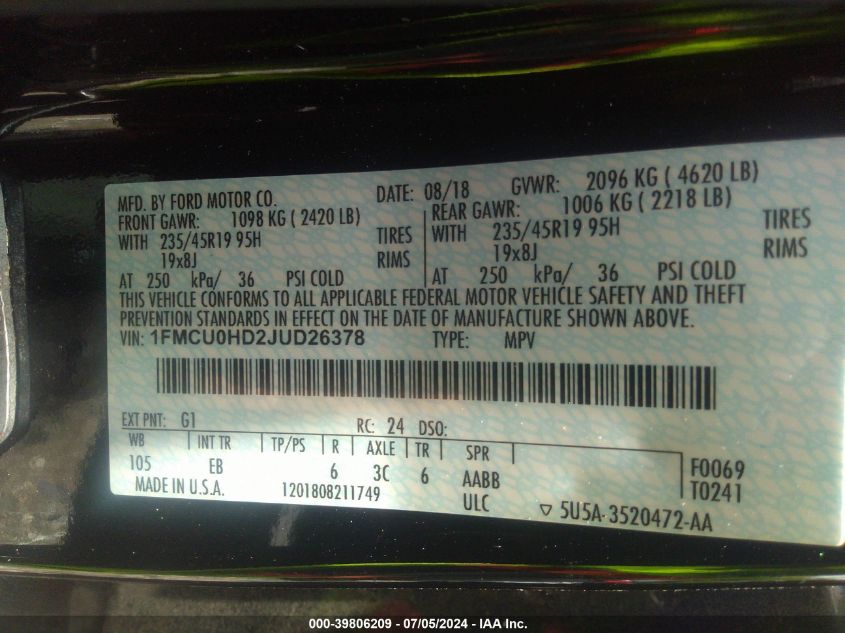 MFD. BY FORD MOTOR CO. DATE: 08/18 GVWR: 2096 KG ( 4620 LB)
FRONT GAWR: 1098 KG ( 2420 LB) REAR GAWR: 1006 KG ( 2218 LB)
WITH 235/45R19 95H TIRES WITH 235/45R19 95H TIRES
19x8J RIMS 19x8J RIMS
AT 250 kPa/ 36 PSI COLD AT 250 kPa/ 36 PSI COLD
THIS VEHICLE CONFORMS TO ALL APPLICABLE FEDERAL MOTOR VEHICLE SAFETY AND THEFT
PREVENTION STANDARDS IN EFFECT ON THE DATE OF MANUFACTURE SHOWN ABOVE.
VIN: 1FMCU0HD2JUD26378 TYPE: MPV
EXT PNT: G1 RC: 24 DSO:
WB INT TR TP/PS R AXLE TR SPR
105 EB 6 3C 6 AABB F0069
MADE IN U.S.A. 1201808211749 ULC T0241
▽ 5U5A-3520472-AA
000-39806209 - 07/05/2024 - IAA Inc.